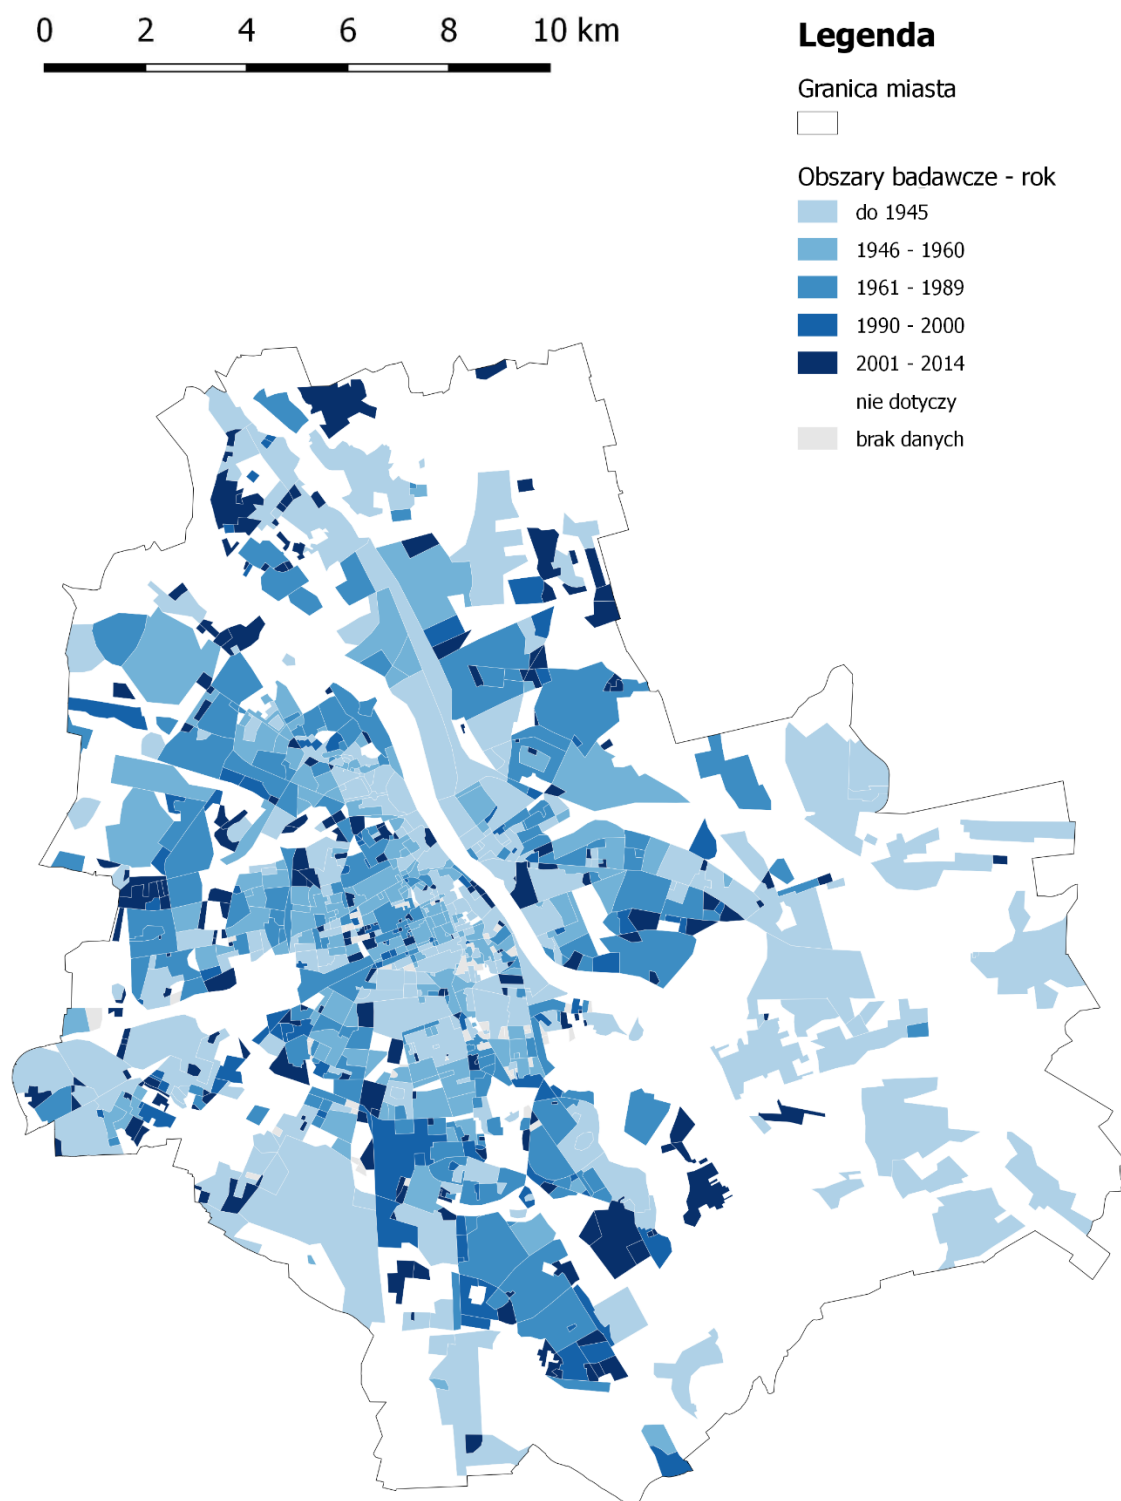 0 2 4 6 8 10 km
Legenda
Granica miasta
Obszary badawcze - rok
do 1945
1946 - 1960
1961 - 1989
1990 - 2000
2001 - 2014
nie dotyczy
brak danych